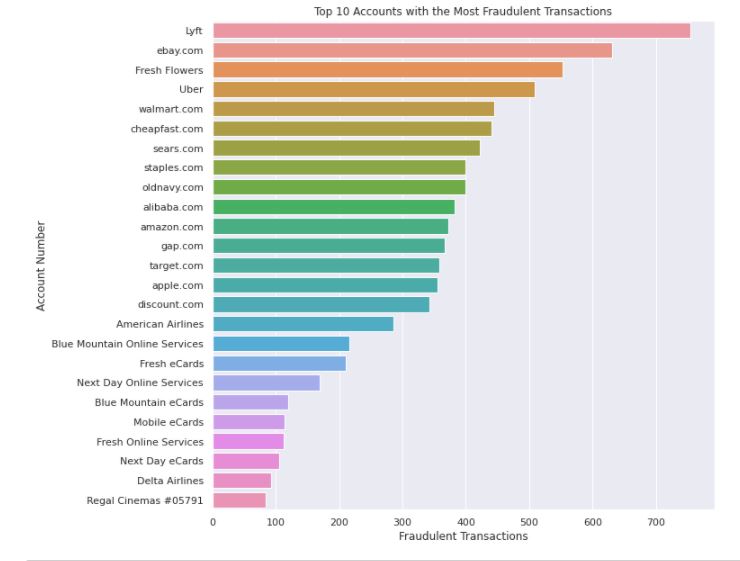 Top 10 Accounts with the Most Fraudulent Transactions
Account Number
Lyft
ebay.com
Fresh Flowers
Uber
walmart.com
cheapfast.com
sears.com
staples.com
oldnavy.com
alibaba.com
amazon.com
gap.com
target.com
apple.com
discount.com
American Airlines
Blue Mountain Online Services
Fresh eCards
Next Day Online Services
Blue Mountain eCards
Mobile eCards
Fresh Online Services
Next Day eCards
Delta Airlines
Regal Cinemas #05791
0 100 200 300 400 500 600 700
Fraudulent Transactions